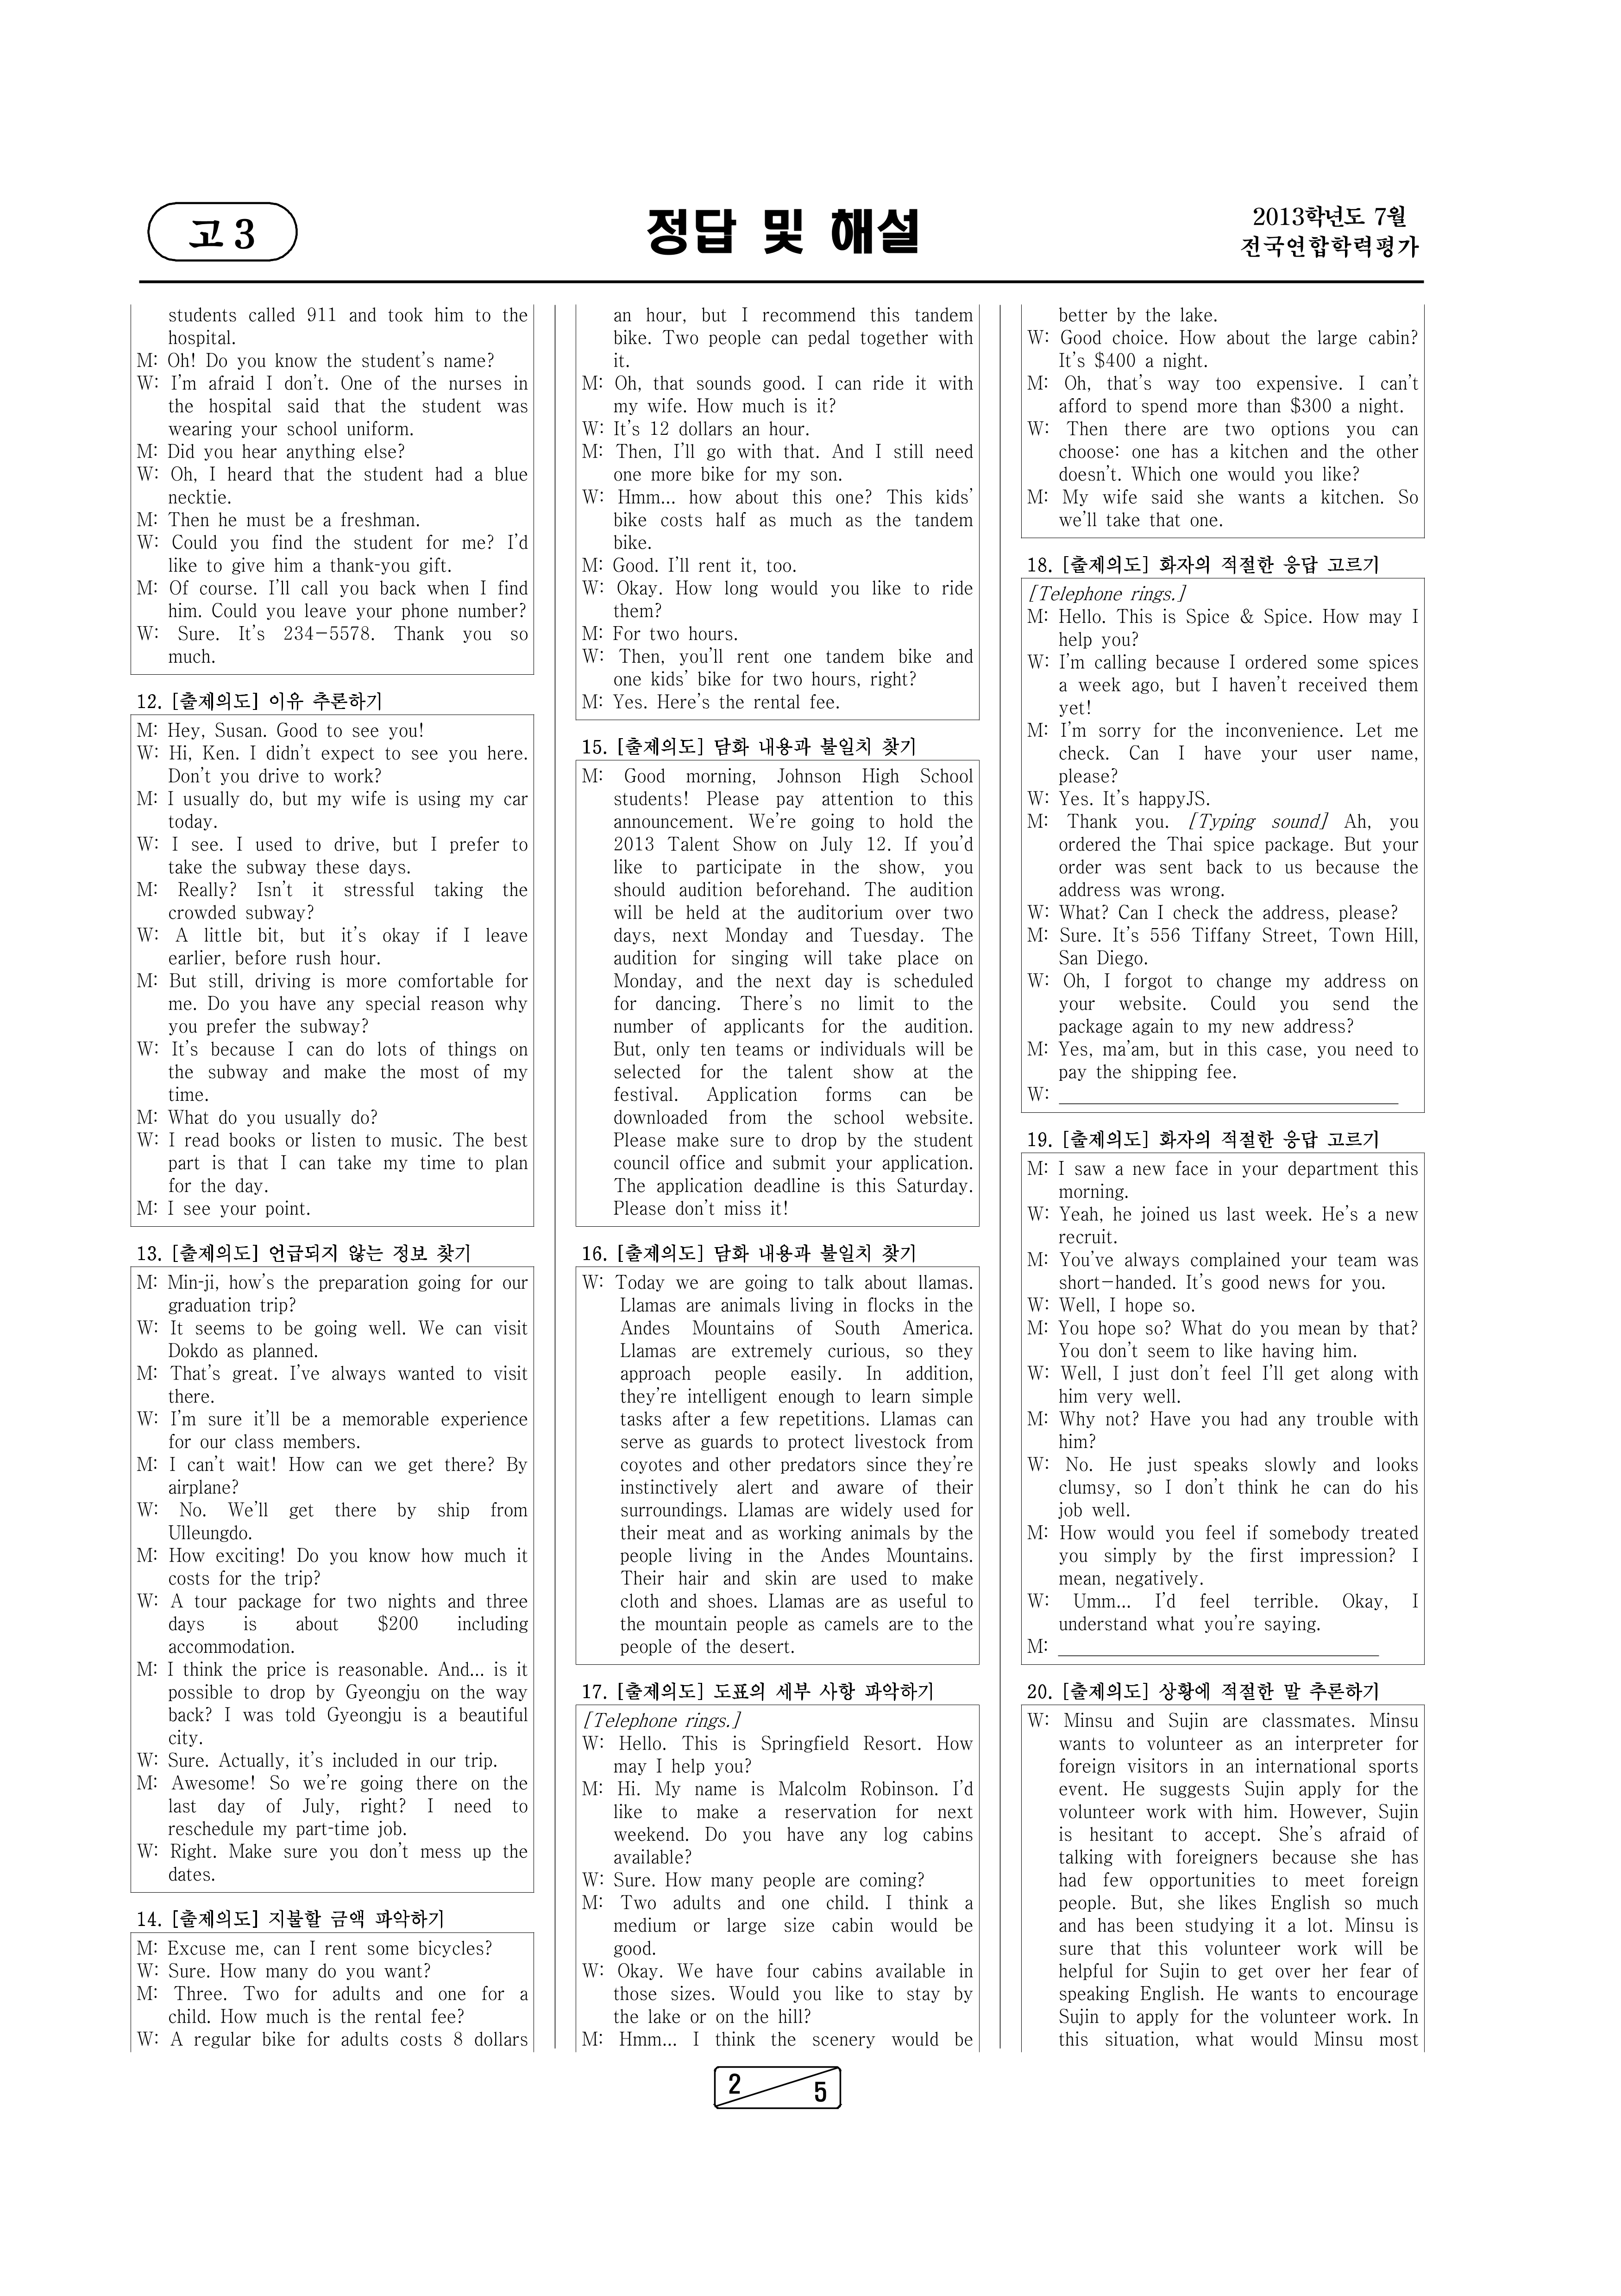 고 3
정답 및 해설
2013학년도 7월
전국연합학력평가
students called 911 and took him to the
hospital.
M: Oh! Do you know the student's name?
W: I'm afraid I don't. One of the nurses in
the hospital said that the student was
wearing your school uniform.
M: Did you hear anything else?
W: Oh, I heard that the student had a blue
necktie.
M: Then he must be a freshman.
W: Could you find the student for me? I'd
like to give him a thank-you gift.
M: Of course. I'll call you back when I find
him. Could you leave your phone number?
W: Sure. It's 234-5578. Thank you so
much.
12. [출제의도] 이유 추론하기
M: Hey, Susan. Good to see you!
W: Hi, Ken. I didn't expect to see you here.
Don't you drive to work?
M: I usually do, but my wife is using my car
today.
W: I see. I used to drive, but I prefer to
take the subway these days.
M: Really? Isn't it stressful taking the
crowded subway?
W: A little bit, but it's okay if I leave
earlier, before rush hour.
M: But still, driving is more comfortable for
me. Do you have any special reason why
you prefer the subway?
W: It's because I can do lots of things on
the subway and make the most of my
time.
M: What do you usually do?
W: I read books or listen to music. The best
part is that I can take my time to plan
for the day.
M: I see your point.
13. [출제의도] 언급되지 않는 정보 찾기
M: Min-ji, how's the preparation going for our
graduation trip?
W: It seems to be going well. We can visit
Dokdo as planned.
M: That's great. I've always wanted to visit
there.
W: I'm sure it'll be a memorable experience
for our class members.
M: I can't wait! How can we get there? By
airplane?
W: No. We'll get there by ship from
Ulleungdo.
M: How exciting! Do you know how much it
costs for the trip?
W: A tour package for two nights and three
days is about $200 including
accommodation.
M: I think the price is reasonable. And... is it
possible to drop by Gyeongju on the way
back? I was told Gyeongju is a beautiful
city.
W: Sure. Actually, it's included in our trip.
M: Awesome! So we're going there on the
last day of July, right? I need to
reschedule my part-time job.
W: Right. Make sure you don't mess up the
dates.
14. [출제의도] 지불할 금액 파악하기
M: Excuse me, can I rent some bicycles?
W: Sure. How many do you want?
M: Three. Two for adults and one for a
child. How much is the rental fee?
W: A regular bike for adults costs 8 dollars
an hour, but I recommend this tandem
bike. Two people can pedal together with
it.
M: Oh, that sounds good. I can ride it with
my wife. How much is it?
W: It's 12 dollars an hour.
M: Then, I'll go with that. And I still need
one more bike for my son.
W: Hmm... how about this one? This kids'
bike costs half as much as the tandem
bike.
M: Good. I'll rent it, too.
W: Okay. How long would you like to ride
them?
M: For two hours.
W: Then, you'll rent one tandem bike and
one kids' bike for two hours, right?
M: Yes. Here's the rental fee.
15. [출제의도] 담화 내용과 불일치 찾기
M: Good morning, Johnson High School
students! Please pay attention to this
announcement. We're going to hold the
2013 Talent Show on July 12. If you'd
like to participate in the show, you
should audition beforehand. The audition
will be held at the auditorium over two
days, next Monday and Tuesday. The
audition for singing will take place on
Monday, and the next day is scheduled
for dancing. There's no limit to the
number of applicants for the audition.
But, only ten teams or individuals will be
selected for the talent show at the
festival. Application forms can be
downloaded from the school website.
Please make sure to drop by the student
council office and submit your application.
The application deadline is this Saturday.
Please don't miss it!
16. [출제의도] 담화 내용과 불일치 찾기
W: Today we are going to talk about llamas.
Llamas are animals living in flocks in the
Andes Mountains of South America.
Llamas are extremely curious, so they
approach people easily. In addition,
they're intelligent enough to learn simple
tasks after a few repetitions. Llamas can
serve as guards to protect livestock from
coyotes and other predators since they're
instinctively alert and aware of their
surroundings. Llamas are widely used for
their meat and as working animals by the
people living in the Andes Mountains.
Their hair and skin are used to make
cloth and shoes. Llamas are as useful to
the mountain people as camels are to the
people of the desert.
17. [출제의도] 도표의 세부 사항 파악하기
[Telephone rings.]
W: Hello. This is Springfield Resort. How
may I help you?
M: Hi. My name is Malcolm Robinson. I'd
like to make a reservation for next
weekend. Do you have any log cabins
available?
W: Sure. How many people are coming?
M: Two adults and one child. I think a
medium or large size cabin would be
good.
W: Okay. We have four cabins available in
those sizes. Would you like to stay by
the lake or on the hill?
M: Hmm... I think the scenery would be
better by the lake.
W: Good choice. How about the large cabin?
It's $400 a night.
M: Oh, that's way too expensive. I can't
afford to spend more than $300 a night.
W: Then there are two options you can
choose: one has a kitchen and the other
doesn't. Which one would you like?
M: My wife said she wants a kitchen. So
we'll take that one.
18. [출제의도] 화자의 적절한 응답 고르기
[Telephone rings.]
M: Hello. This is Spice & Spice. How may I
help you?
W: I'm calling because I ordered some spices
a week ago, but I haven't received them
yet!
M: I'm sorry for the inconvenience. Let me
check. Can I have your user name,
please?
W: Yes. It's happyJS.
M: Thank you. [Typing sound] Ah, you
ordered the Thai spice package. But your
order was sent back to us because the
address was wrong.
W: What? Can I check the address, please?
M: Sure. It's 556 Tiffany Street, Town Hill,
San Diego.
W: Oh, I forgot to change my address on
your website. Could you send the
package again to my new address?
M: Yes, ma'am, but in this case, you need to
pay the shipping fee.
W:
19. [출제의도] 화자의 적절한 응답 고르기
M: I saw a new face in your department this
morning.
W: Yeah, he joined us last week. He's a new
recruit.
M: You've always complained your team was
short-handed. It's good news for you.
W: Well, I hope so.
M: You hope so? What do you mean by that?
You don't seem to like having him.
W: Well, I just don't feel I'll get along with
him very well.
M: Why not? Have you had any trouble with
him?
W: No. He just speaks slowly and looks
clumsy, so I don't think he can do his
job well.
M: How would you feel if somebody treated
you simply by the first impression? I
mean, negatively.
W: Umm... I'd feel terrible. Okay, I
understand what you're saying.
M:
20. [출제의도] 상황에 적절한 말 추론하기
W: Minsu and Sujin are classmates. Minsu
wants to volunteer as an interpreter for
foreign visitors in an international sports
event. He suggests Sujin apply for the
volunteer work with him. However, Sujin
is hesitant to accept. She's afraid of
talking with foreigners because she has
had few opportunities to meet foreign
people. But, she likes English so much
and has been studying it a lot. Minsu is
sure that this volunteer work will be
helpful for Sujin to get over her fear of
speaking English. He wants to encourage
Sujin to apply for the volunteer work. In
this situation, what would Minsu most
2
5